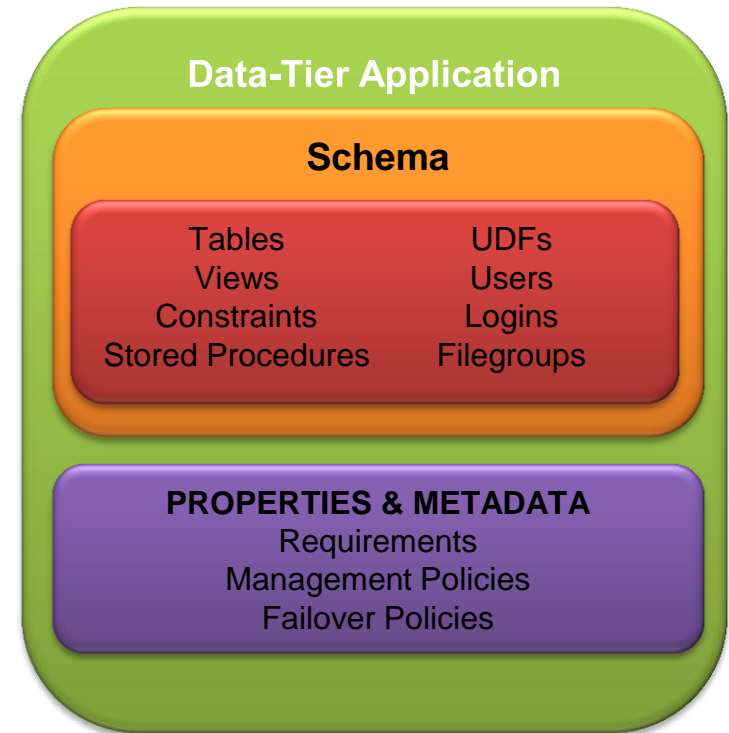 Data-Tier Application
Schema
Tables
Views
Constraints
Stored Procedures
UDFs
Users
Logins
Filegroups
PROPERTIES & METADATA
Requirements
Management Policies
Failover Policies